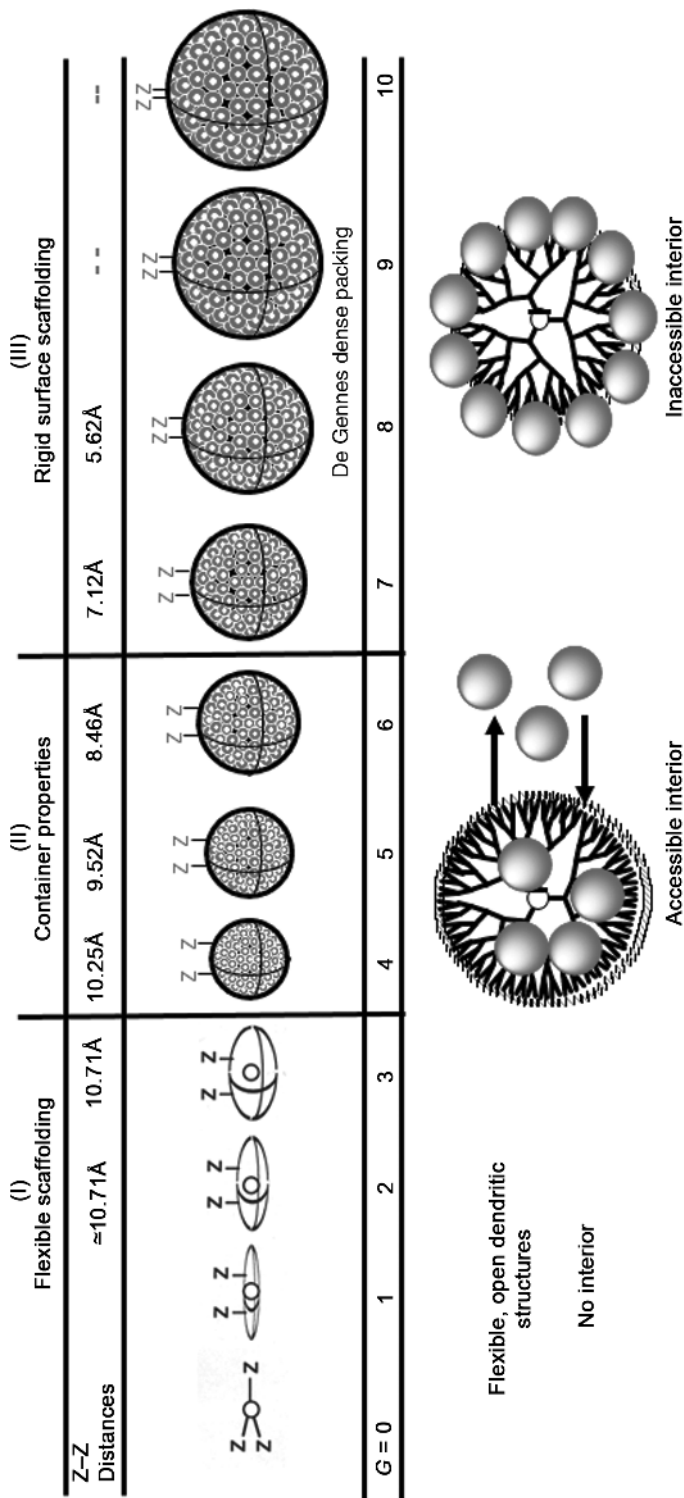 (I)
Flexible scaffolding
(II)
Container properties
(III)
Rigid surface scaffolding
Z–Z
Distances
≃10.71Å
10.71Å
10.25Å
9.52Å
8.46Å
7.12Å
5.62Å
--
--
Z Z Z
Z Z
Z Z
Z Z
Z Z
Z Z
Z Z
Z Z
Z Z
Z Z
Z Z
De Gennes dense packing
G = 0 1 2 3 4 5 6 7 8 9 10
Flexible, open dendritic
structures
No interior
Accessible interior
Inaccessible interior